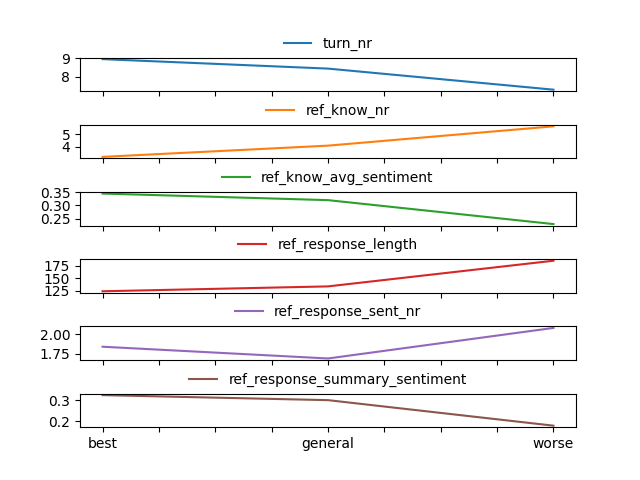 turn_nr
9
8
ref_know_nr
5
4
ref_know_avg_sentiment
0.35
0.30
0.25
ref_response_length
175
150
125
ref_response_sent_nr
2.00
1.75
ref_response_summary_sentiment
0.3
0.2
best general worse